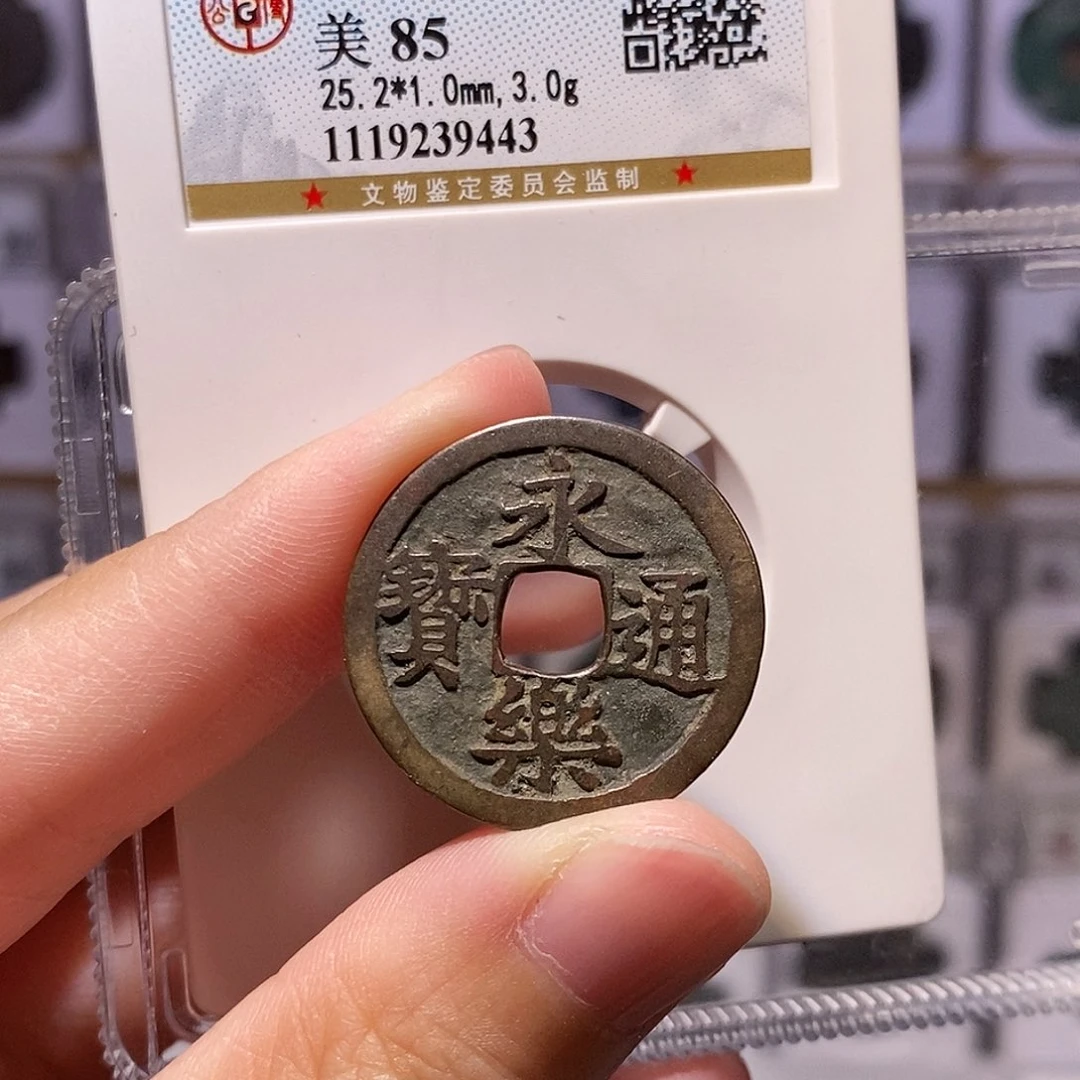 美 85
25.2*1.0mm,3.0g
1119239443
文物鉴定委员会监制
永樂通寶